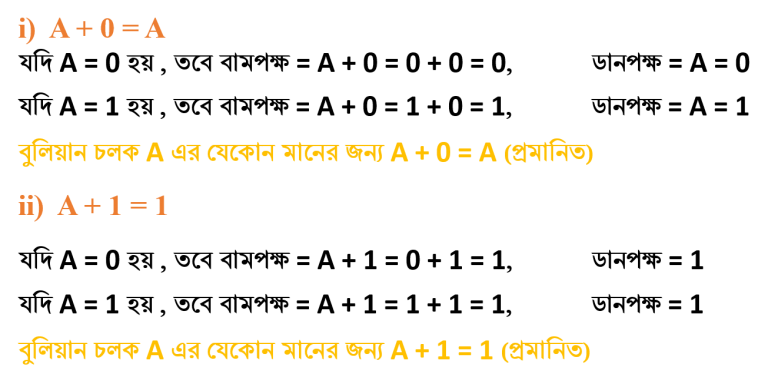 i) A + 0 = A
যদি A = 0 হয় , তবে বামপক্ষ = A + 0 = 0 + 0 = 0, ডানপক্ষ = A = 0
যদি A = 1 হয় , তবে বামপক্ষ = A + 0 = 1 + 0 = 1, ডানপক্ষ = A = 1
বুলিয়ান চলক A এর যেকোন মানের জন্য A + 0 = A (প্রমানিত)
ii) A + 1 = 1
যদি A = 0 হয় , তবে বামপক্ষ = A + 1 = 0 + 1 = 1, ডানপক্ষ = 1
যদি A = 1 হয় , তবে বামপক্ষ = A + 1 = 1 + 1 = 1, ডানপক্ষ = 1
বুলিয়ান চলক A এর যেকোন মানের জন্য A + 1 = 1 (প্রমানিত)